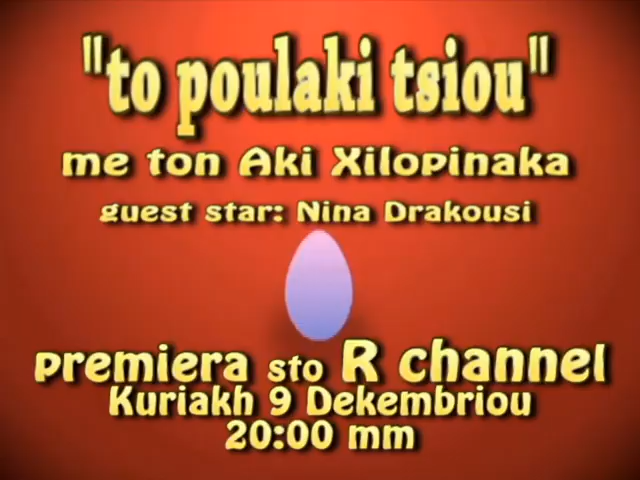 "to poulaki tsiou"
me ton Aki Xilopinaka
guest star: Nina Drakousi
premiera sto R channel
Kuriakh 9 Dekembriou
20:00 mm